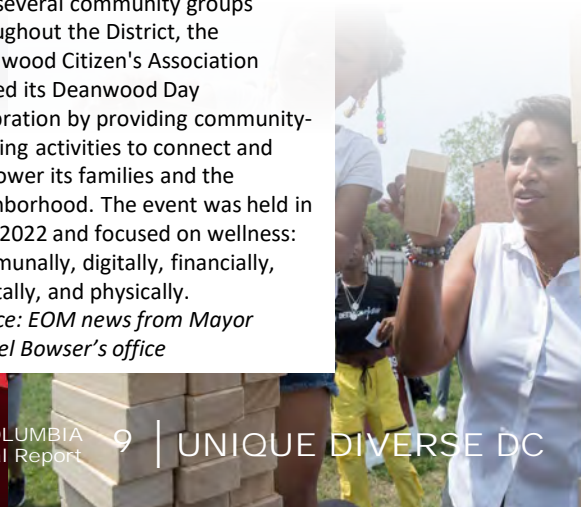 several community groups
ughout the District, the
wood Citizen's Association
ed its Deanwood Day
bration by providing community-
ing activities to connect and
ower its families and the
hborhood. The event was held in
2022 and focused on wellness:
munally, digitally, financially,
tally, and physically.
ce: EOM news from Mayor
el Bowser’s office
OLUMBIA
l Report
9 | UNIQUE DIVERSE DC